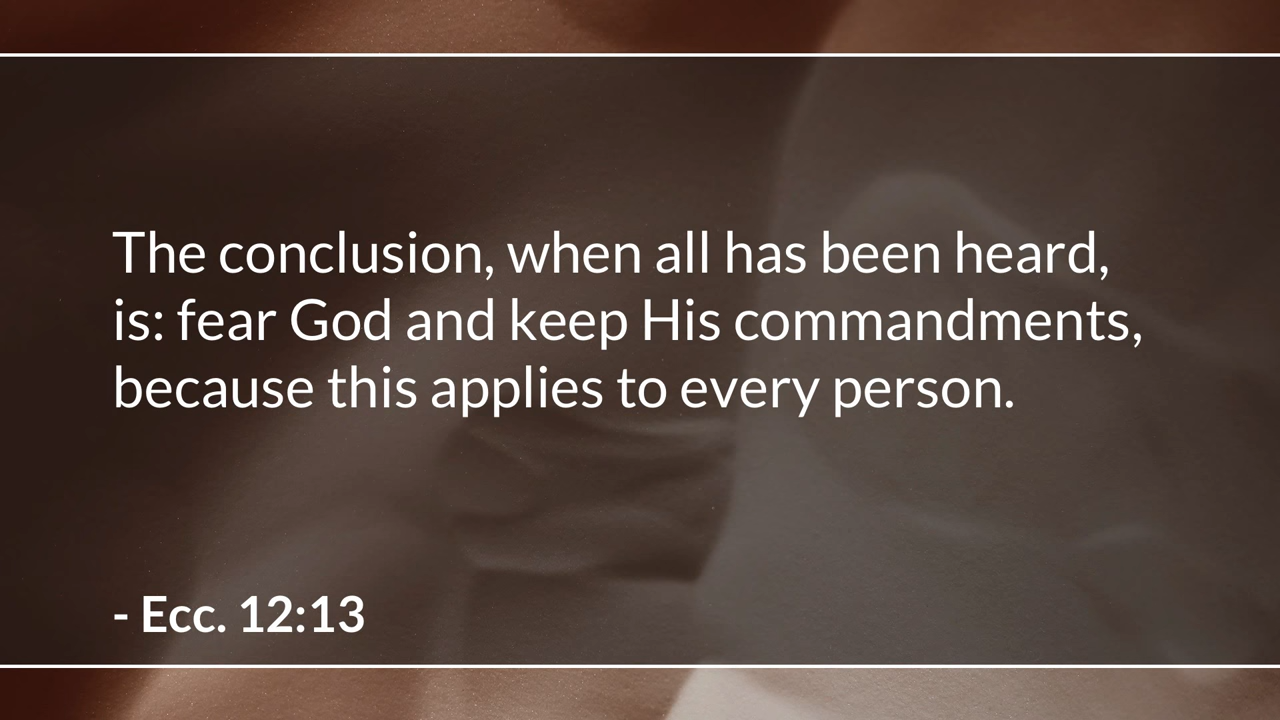 The conclusion, when all has been heard,
is: fear God and keep His commandments,
because this applies to every person.
- Ecc. 12:13